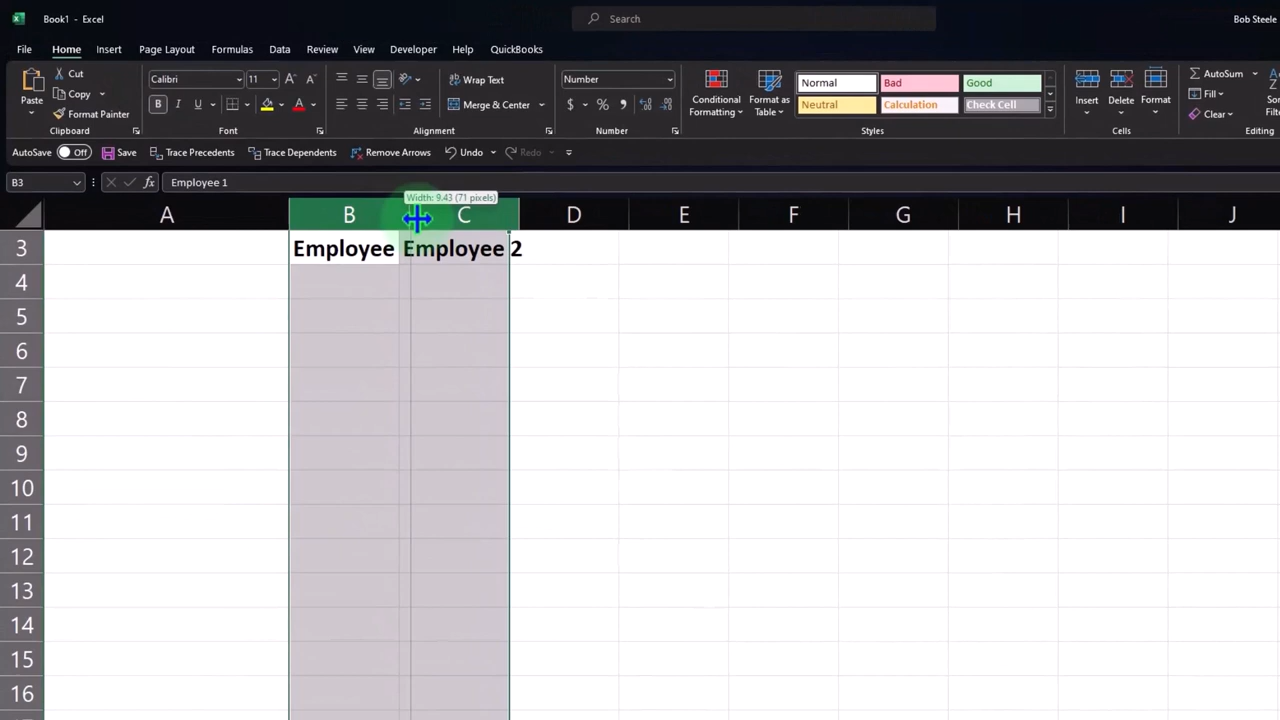 Book1 - Excel
Search
Bob Steele
File Home Insert Page Layout Formulas Data Review View Developer Help QuickBooks
Paste
Cut
Copy
Format Painter
Clipboard
Calibri 11 A A
B I U A
Font
Wrap Text
Merge & Center
Alignment
Number
$ % ,
Number
Conditional Formatting
Format as Table
Normal Bad Good
Neutral Calculation Check Cell
Styles
Insert Delete Format
Cells
AutoSum
Fill
Clear
Editing
AutoSave Off Save Trace Precedents Trace Dependents Remove Arrows Undo Redo
B3 fx Employee 1
Width: 9.43 (71 pixels)
A B C D E F G H I J
3 Employee Employee 2
4
5
6
7
8
9
10
11
12
13
14
15
16